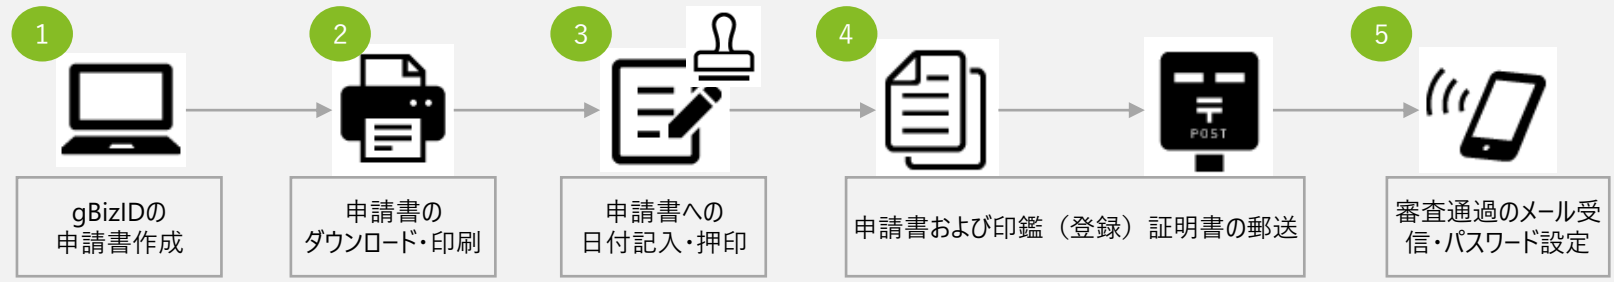 1
gBizIDの
申請書作成
2
申請書の
ダウンロード・印刷
3
申請書への
日付記入・押印
4
POST
申請書および印鑑（登録）証明書の郵送
5
審査通過のメール受
信・パスワード設定